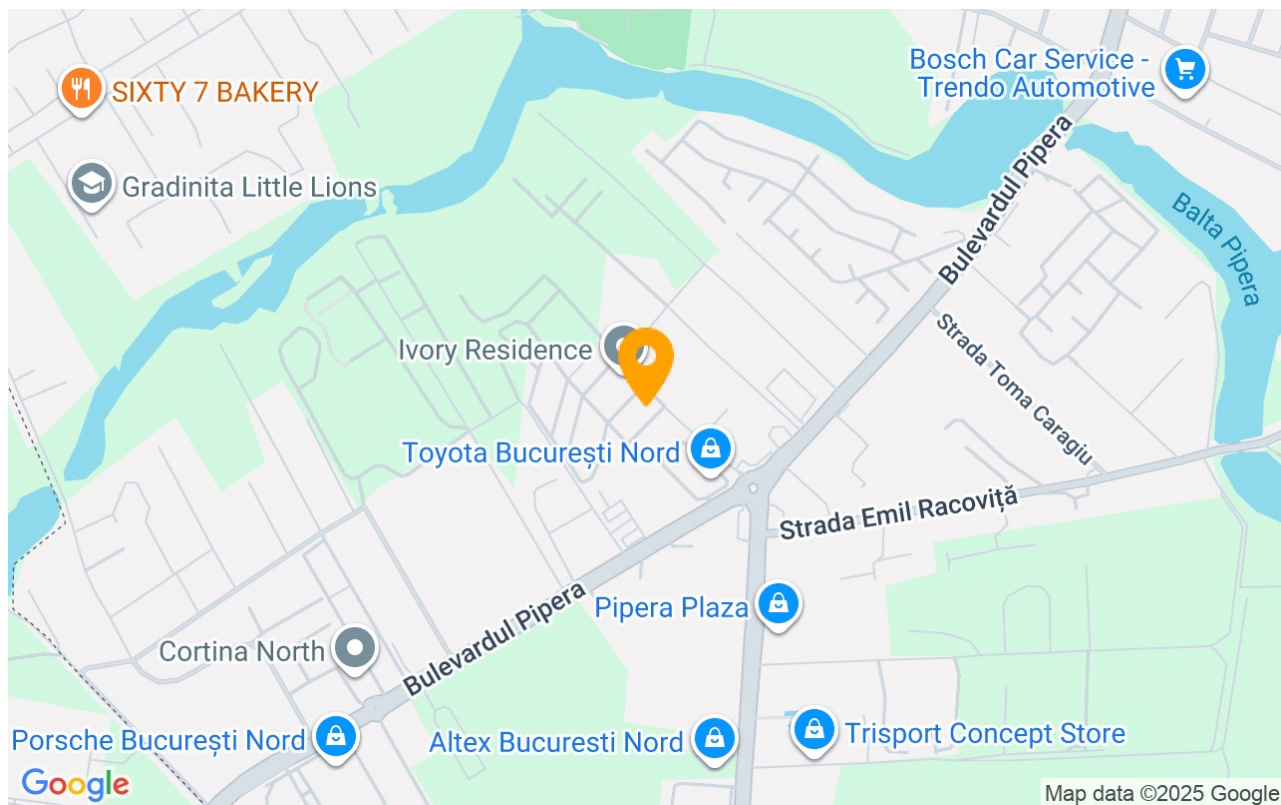 Bosch Car Service -
Trendo Automotive
SIXTY 7 BAKERY
Gradinita Little Lions
Bulevardul Pipera
Balta Pipera
Ivory Residence
Strada Toma Caragiu
Toyota București Nord
Strada Emil Racoviță
Pipera Plaza
Bulevardul Pipera
Cortina North
Porsche București Nord
Altex Bucuresti Nord
Trisport Concept Store
Google
Map data ©2025 Google